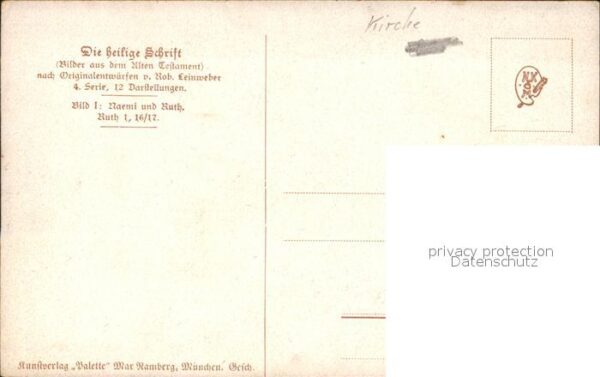 Kirche
Die heilige Schrift
(Bilder aus dem Alten Testament)
nach Originalentwürfen v. Rob. Leinweber
4. Serie, 12 Darstellungen.
Bild I: Naemi und Ruth,
Ruth 1, 16/17.
privacy protection
Datenschutz
Kunstverlag „Palette" Max Ramberg, München. Gesch.